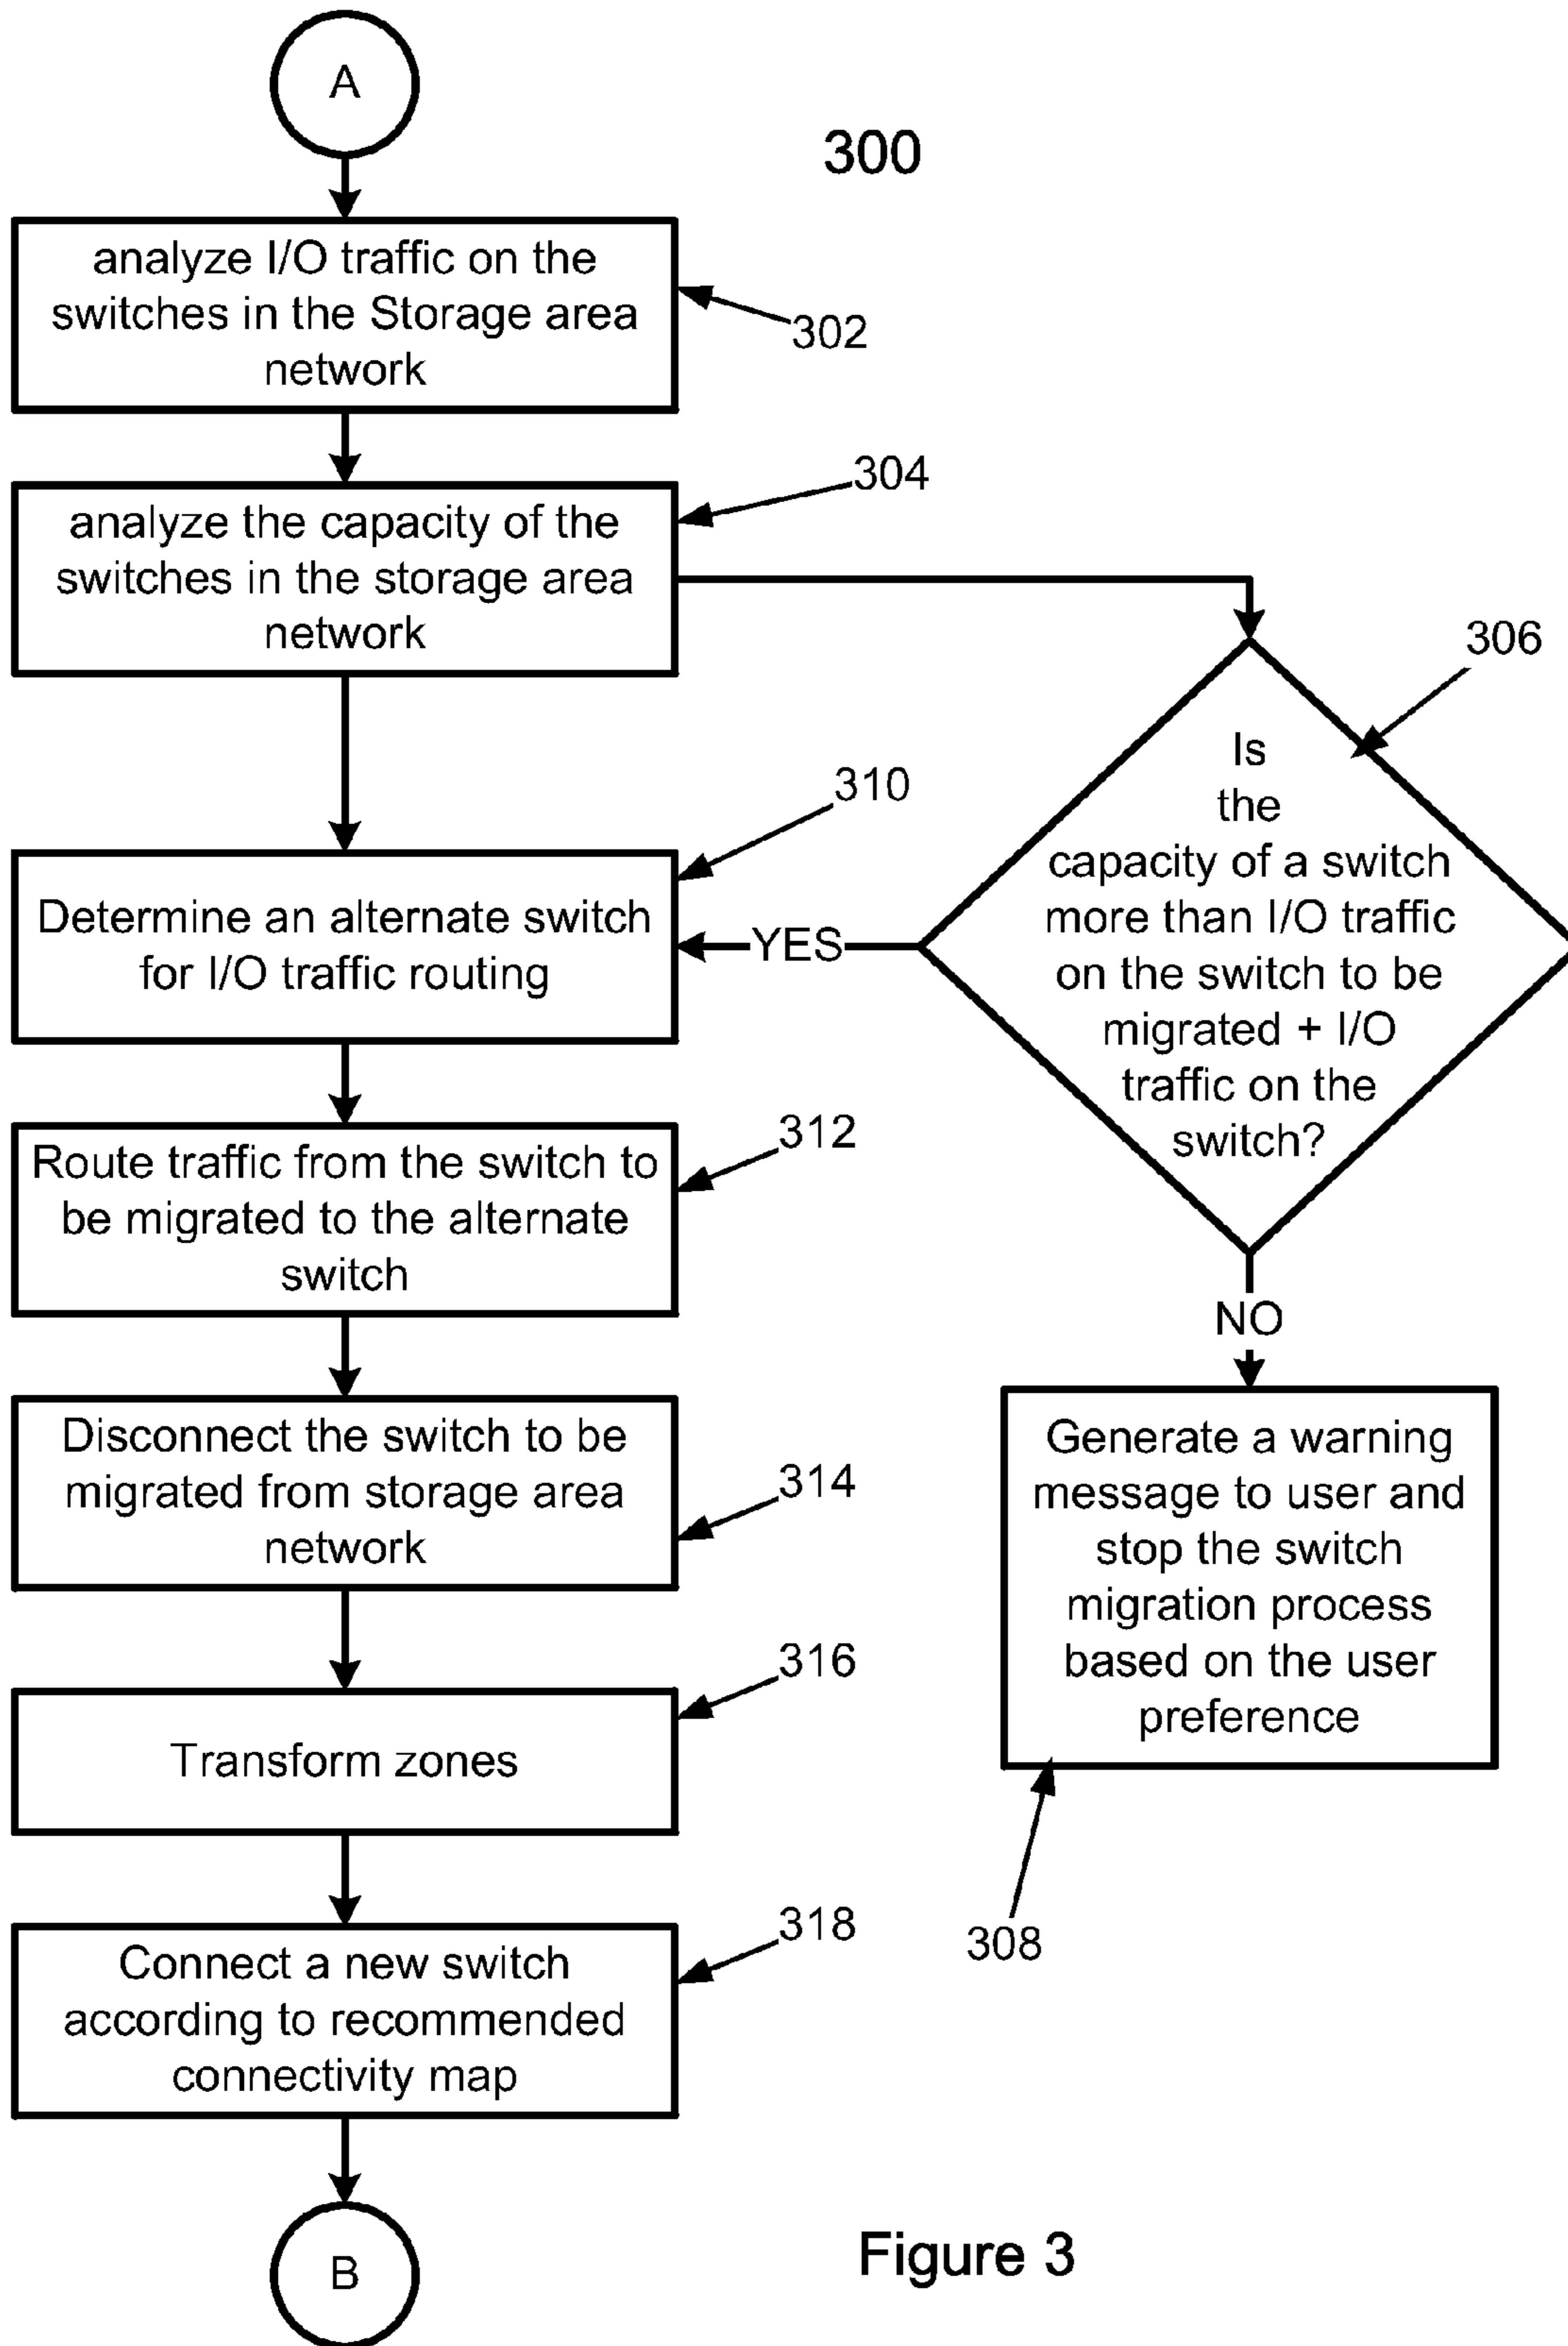 A
300
analyze I/O traffic on the
switches in the Storage area
network
302
304
analyze the capacity of the
switches in the storage area
network
306
Is
the
capacity of a switch
more than I/O traffic
on the switch to be
migrated + I/O
traffic on the
switch?
310
Determine an alternate switch
for I/O traffic routing
YES
312
Route traffic from the switch to
be migrated to the alternate
switch
NO
Generate a warning
message to user and
stop the switch
migration process
based on the user
preference
308
314
Disconnect the switch to be
migrated from storage area
network
316
Transform zones
318
Connect a new switch
according to recommended
connectivity map
B
Figure 3